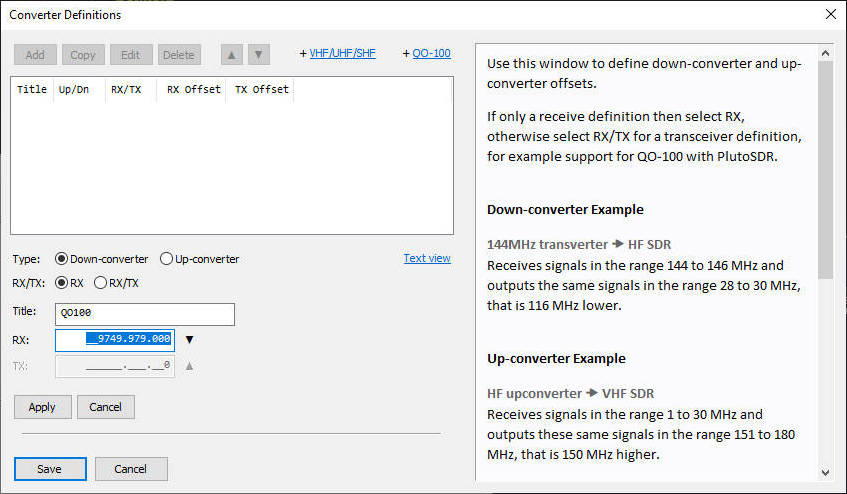 Converter Definitions
Add Copy Edit Delete ▲ ▼ + VHF/UHF/SHF + QO-100
Title Up/Dn RX/TX RX Offset TX Offset
Type: Down-converter Up-converter Text view
RX/TX: RX RX/TX
Title: QO100
RX: __9749.979.000 ▼
TX: ______.___.__0 ▲
Apply Cancel
Save Cancel
Use this window to define down-converter and up-
converter offsets.
If only a receive definition then select RX,
otherwise select RX/TX for a transceiver definition,
for example support for QO-100 with PlutoSDR.
Down-converter Example
144MHz transverter 🡆 HF SDR
Receives signals in the range 144 to 146 MHz and
outputs the same signals in the range 28 to 30 MHz,
that is 116 MHz lower.
Up-converter Example
HF upconverter 🡆 VHF SDR
Receives signals in the range 1 to 30 MHz and
outputs these same signals in the range 151 to 180
MHz, that is 150 MHz higher.